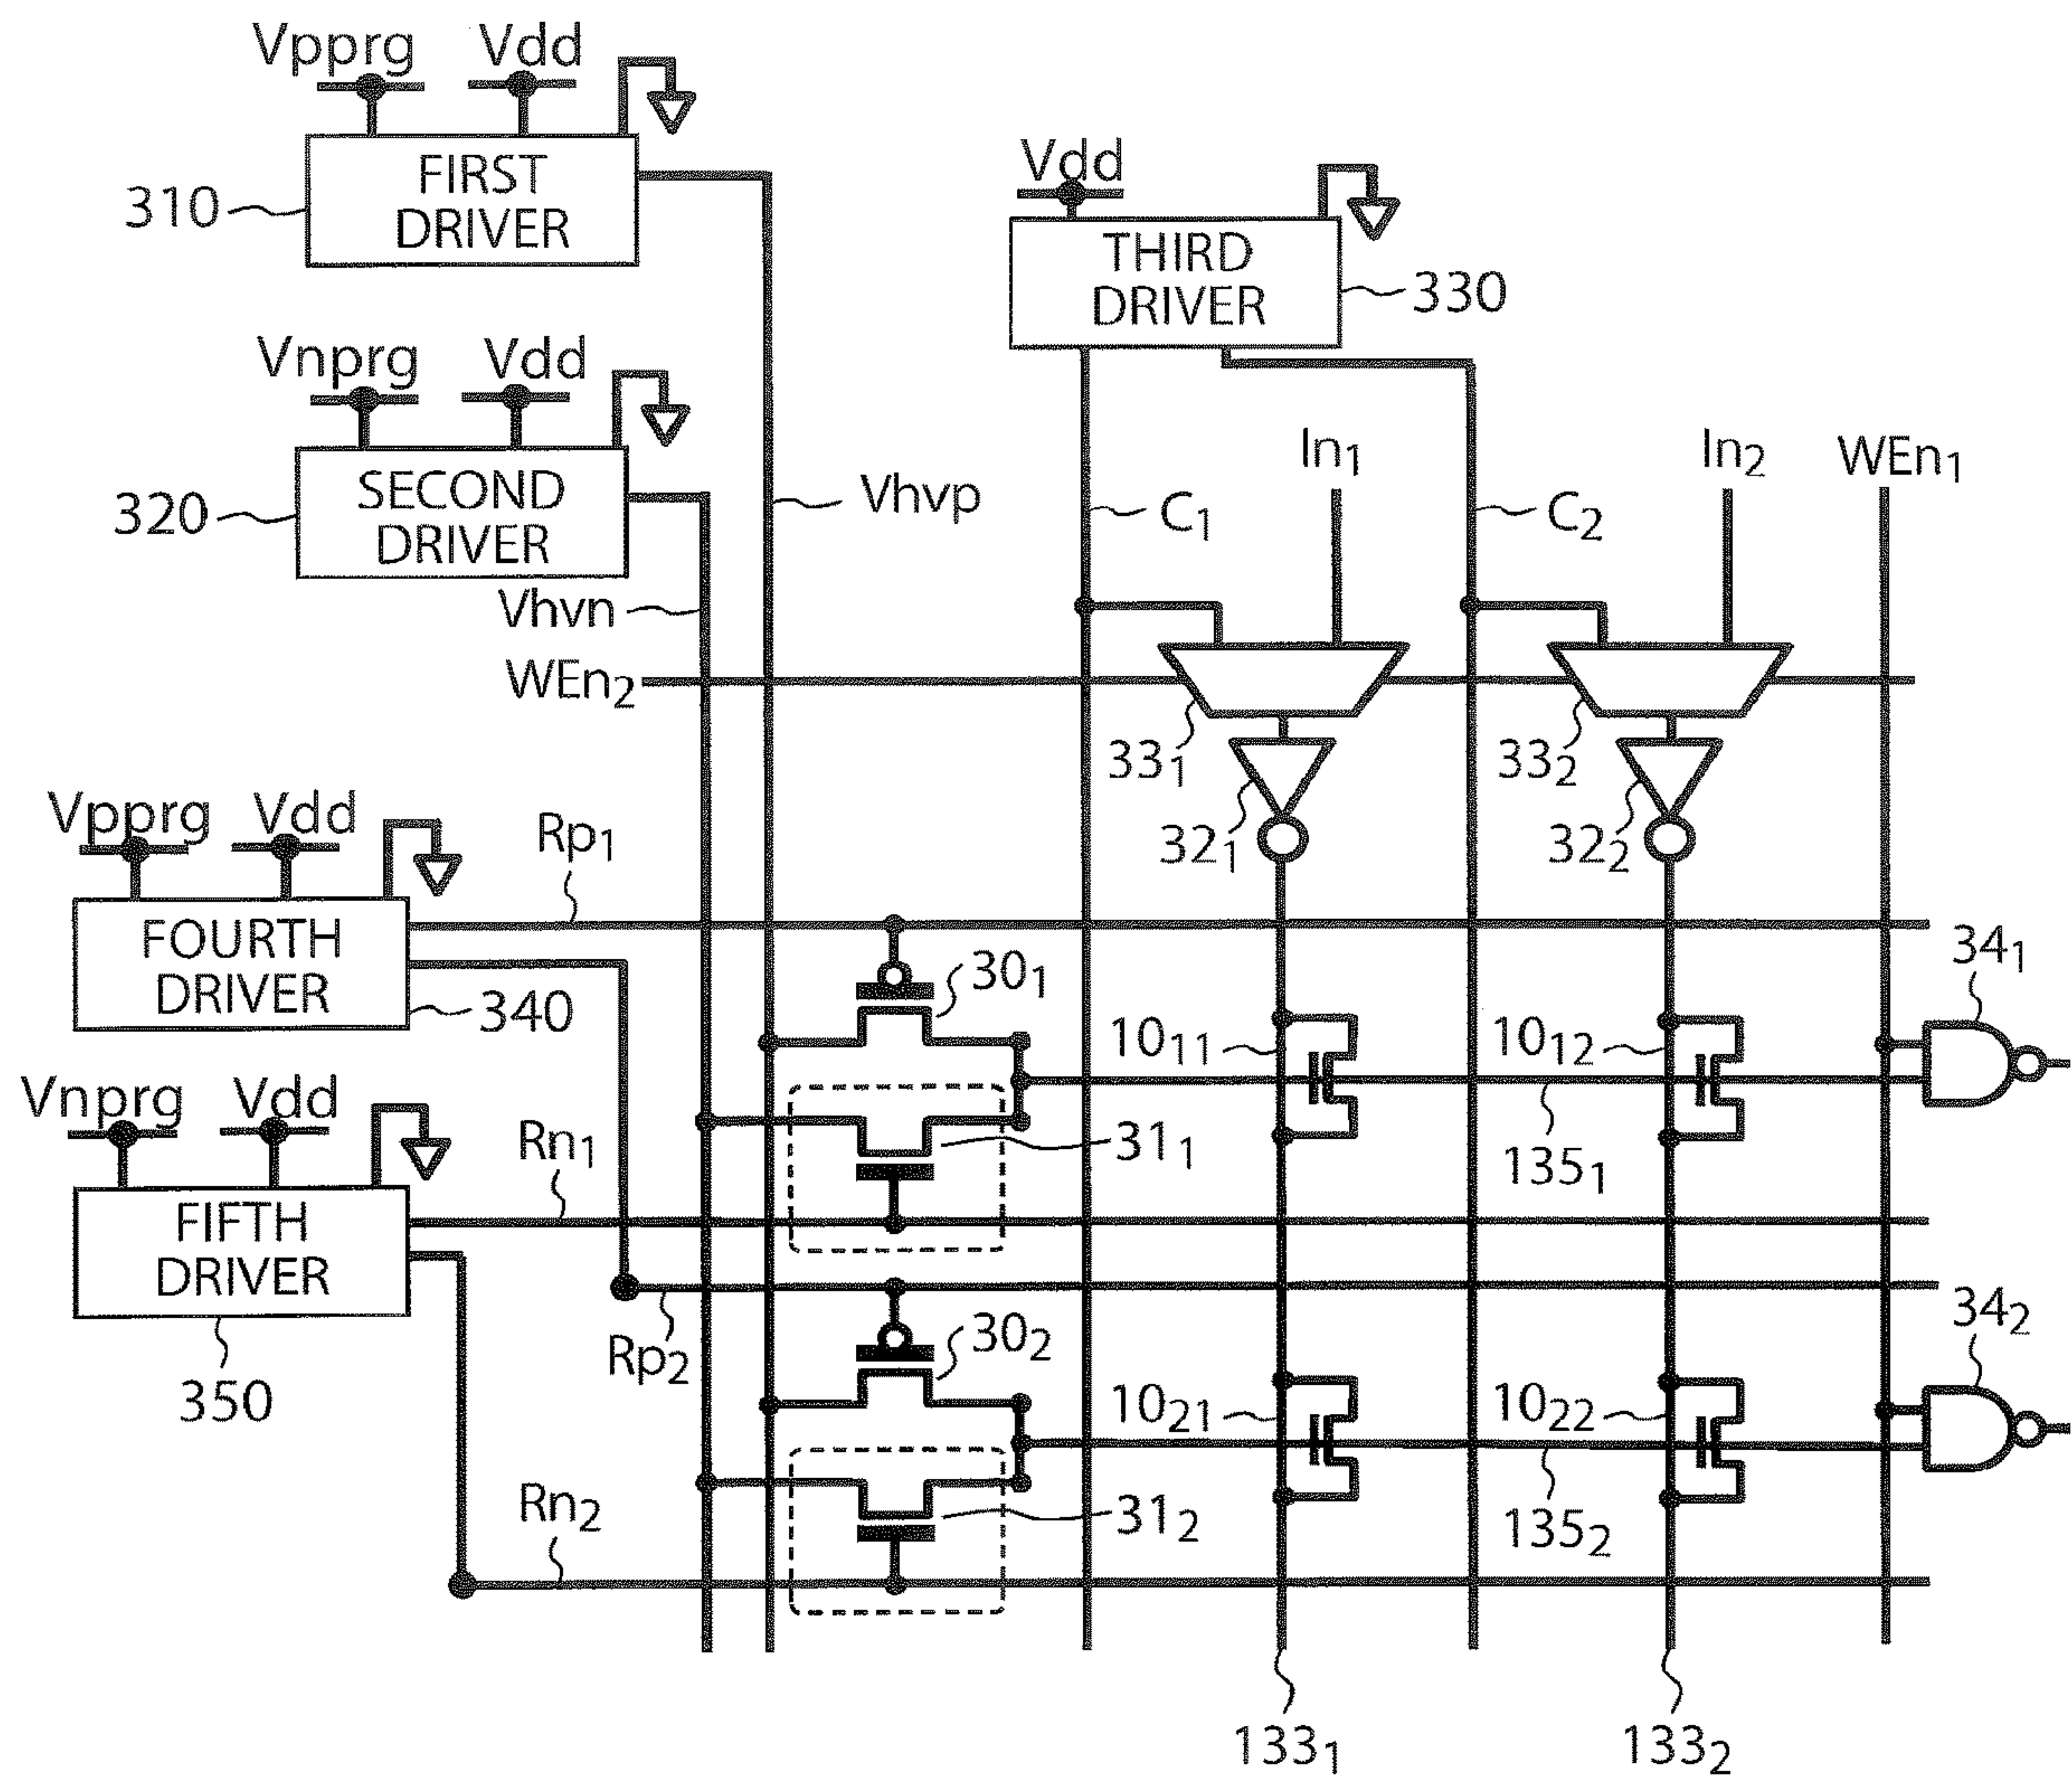 Vpprg Vdd
FIRST
DRIVER
310
Vdd
THIRD
DRIVER
330
Vnprg Vdd
SECOND
DRIVER
320
Vhvp
C1
In1
C2
In2
WEn1
Vhvn
WEn2
331
332
321
322
Vpprg Vdd
Rp1
FOURTH
DRIVER
340
301
1011
1012
341
Vnprg Vdd
Rn1
311
1351
FIFTH
DRIVER
350
Rp2
302
1021
1022
342
Rn2
312
1352
1331
1332